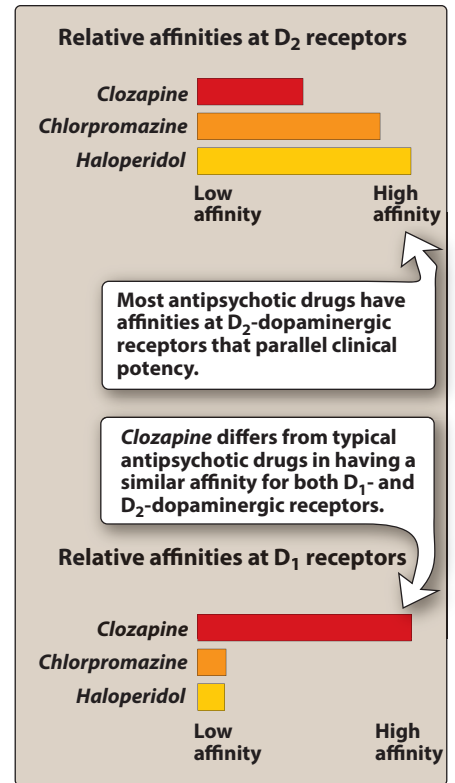 Relative affinities at D₂ receptors
Clozapine
Chlorpromazine
Haloperidol
Low High
affinity affinity
Most antipsychotic drugs have
affinities at D₂-dopaminergic
receptors that parallel clinical
potency.
Clozapine differs from typical
antipsychotic drugs in having a
similar affinity for both D₁- and
D₂-dopaminergic receptors.
Relative affinities at D₁ receptors
Clozapine
Chlorpromazine
Haloperidol
Low High
affinity affinity